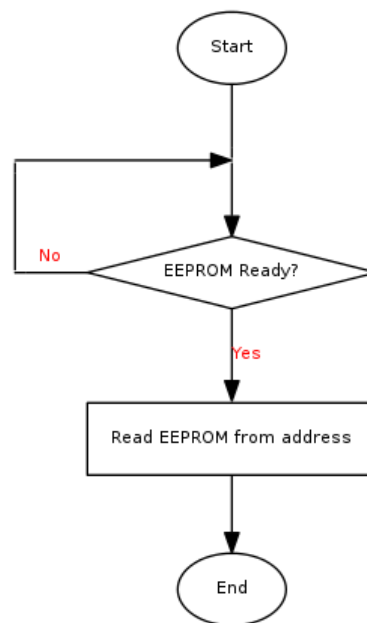 Start
EEPROM Ready?
No
Yes
Read EEPROM from address
End